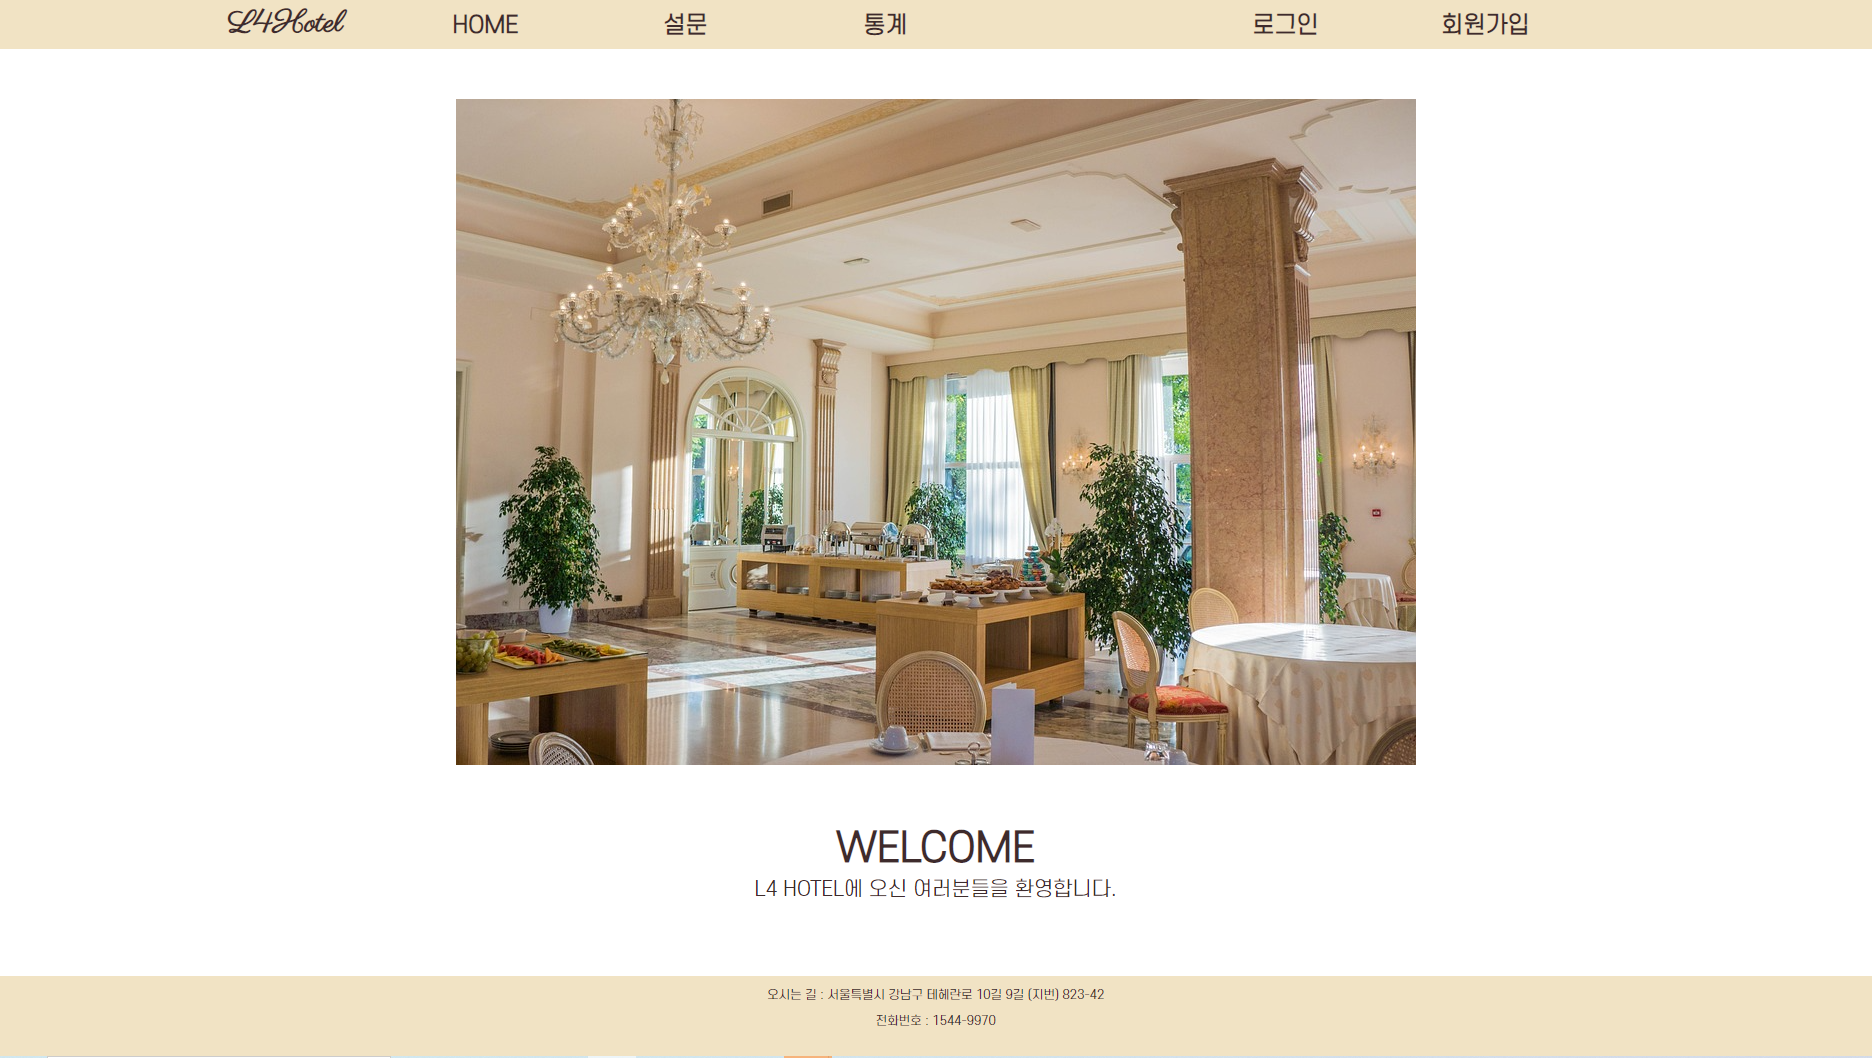 L4Hotel HOME 설문 통계 로그인 회원가입
WELCOME
L4 HOTEL에 오신 여러분들을 환영합니다.
오시는 길 : 서울특별시 강남구 테헤란로 10길 9길 (지번) 823-42
전화번호 : 1544-9970